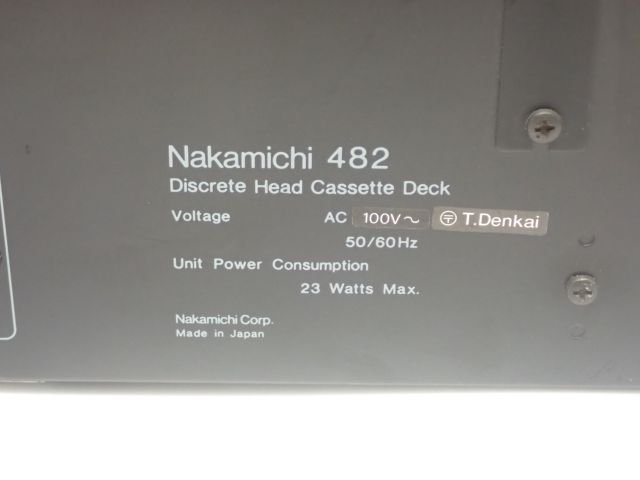 Nakamichi 482
Discrete Head Cassette Deck
Voltage AC 100V~ 〶 T.Denkai
50/60Hz
Unit Power Consumption
23 Watts Max.
Nakamichi Corp.
Made in Japan